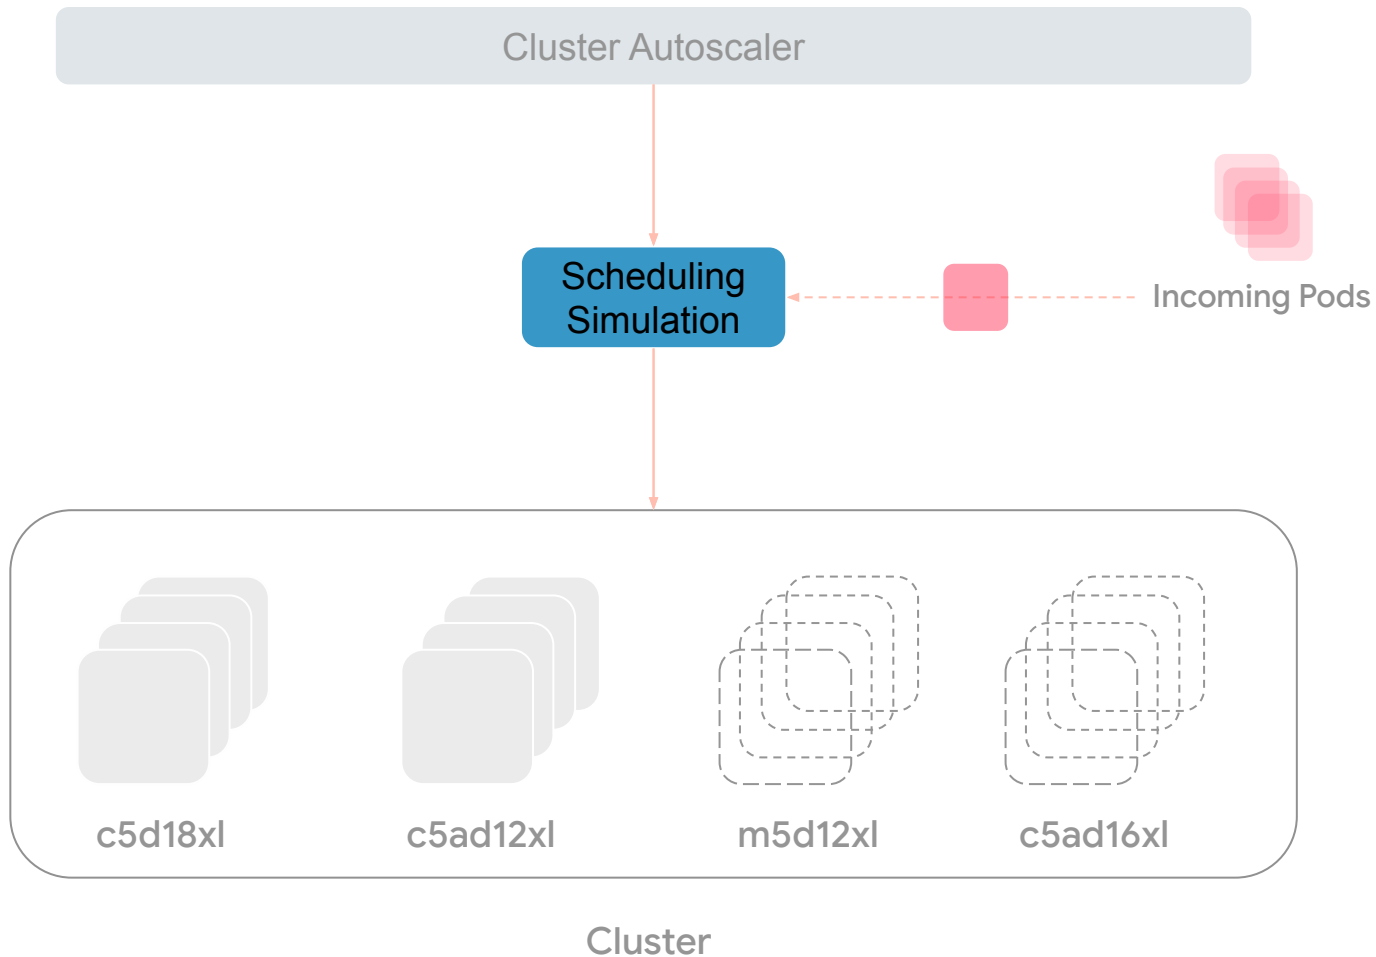 Cluster Autoscaler
Scheduling
Simulation
Incoming Pods
c5d18xl
c5ad12xl
m5d12xl
c5ad16xl
Cluster